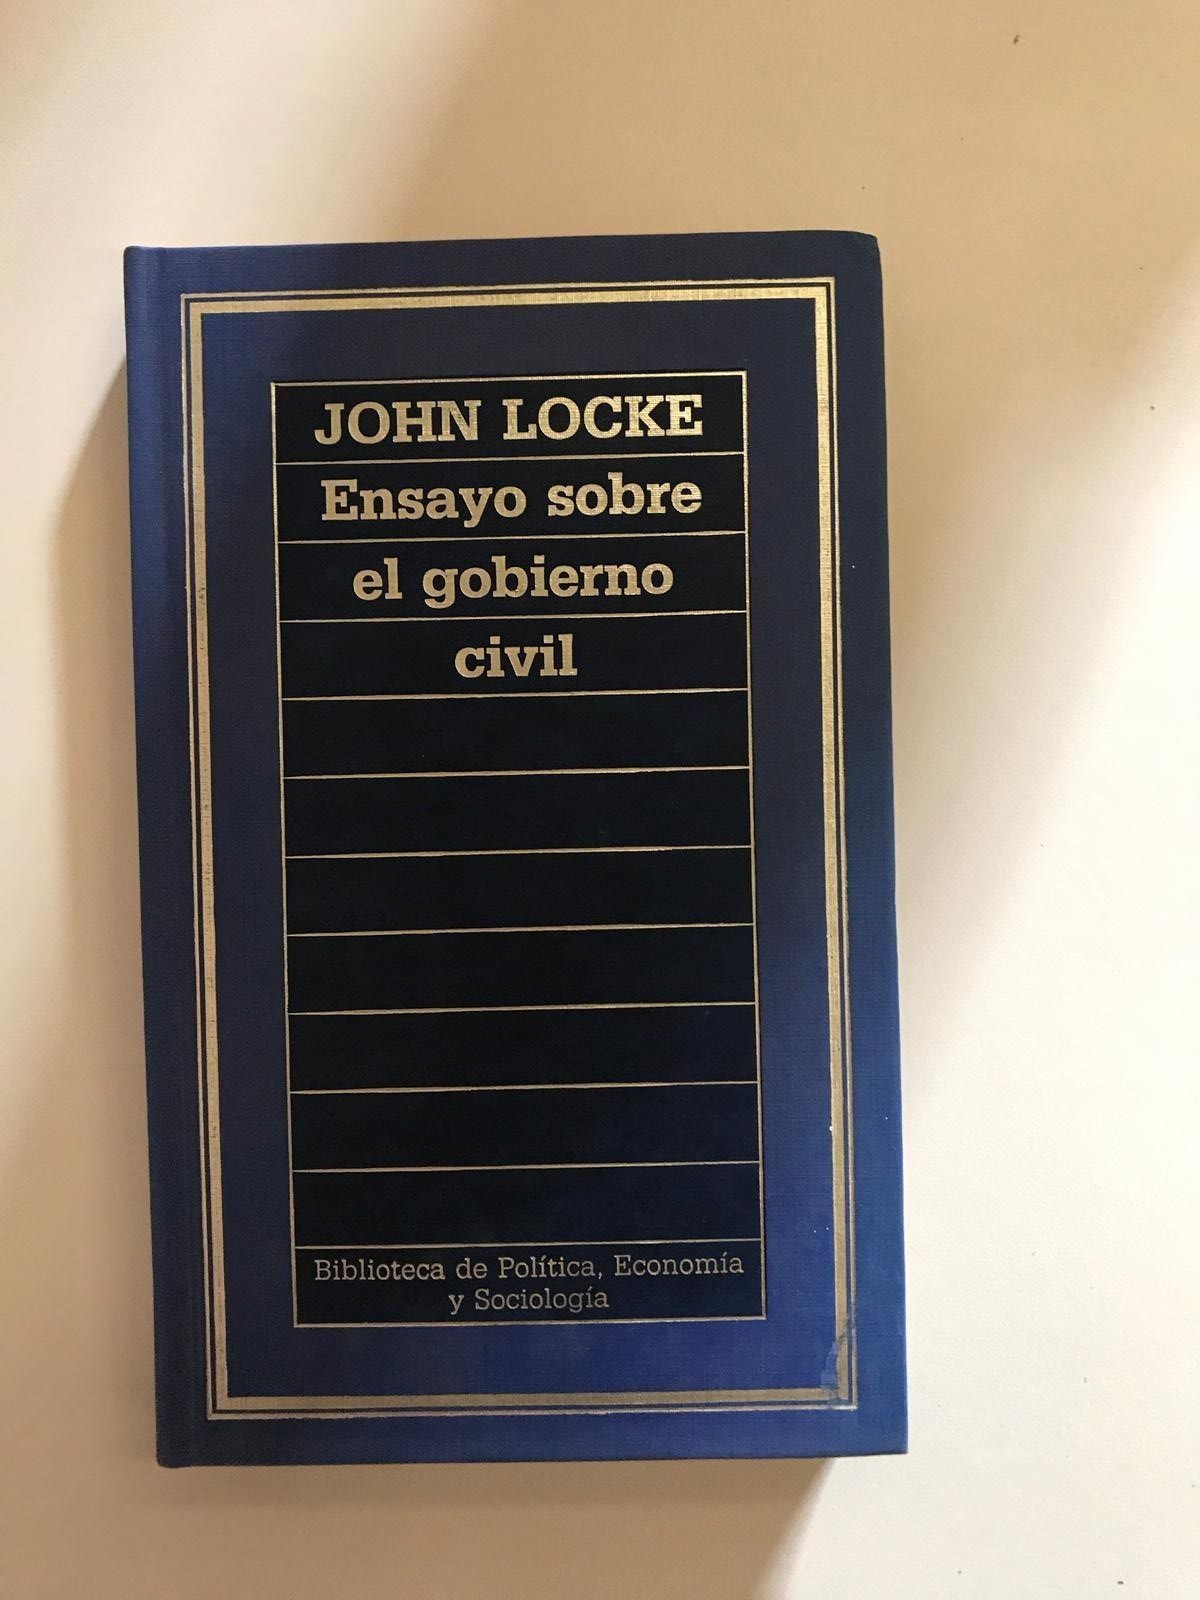 JOHN LOCKE
Ensayo sobre
el gobierno
civil
Biblioteca de Política, Economía
y Sociología